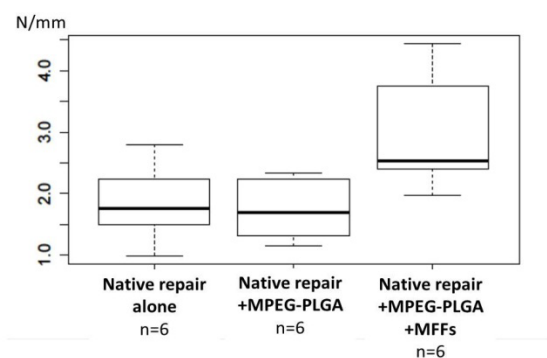 N/mm
4.0
3.0
2.0
1.0
Native repair
alone
n=6
Native repair
+MPEG-PLGA
n=6
Native repair
+MPEG-PLGA
+MFFs
n=6